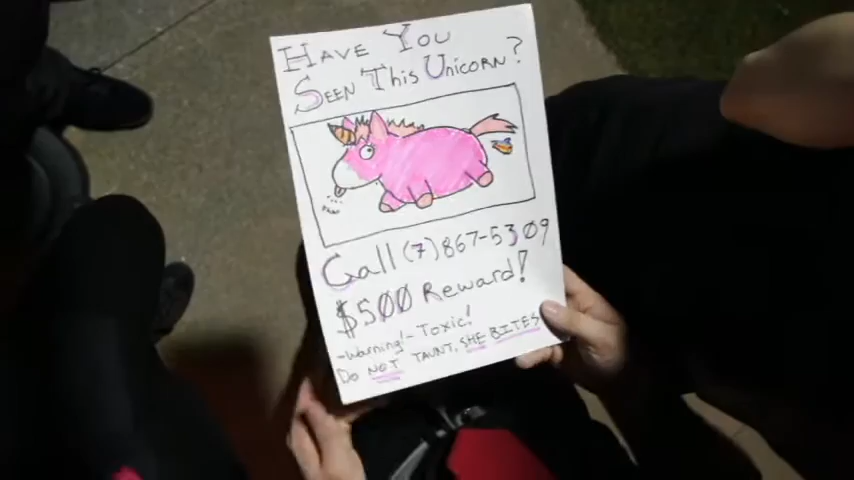 Have You
Seen This Unicorn?
Call (7) 867-5309
$500 Reward!
-Warning!- Toxic!
Do NOT TAUNT, SHE BITES